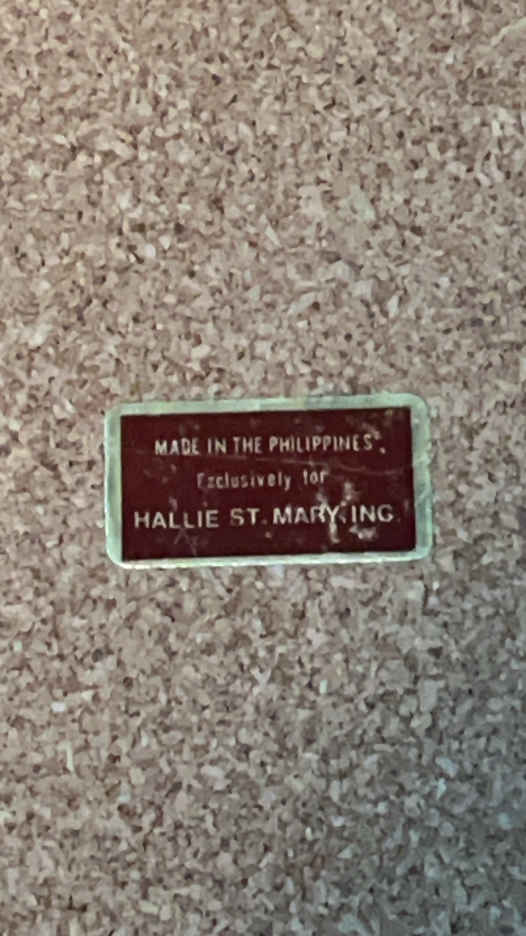 MADE IN THE PHILIPPINES
Exclusively for
HALLIE ST. MARY, INC.